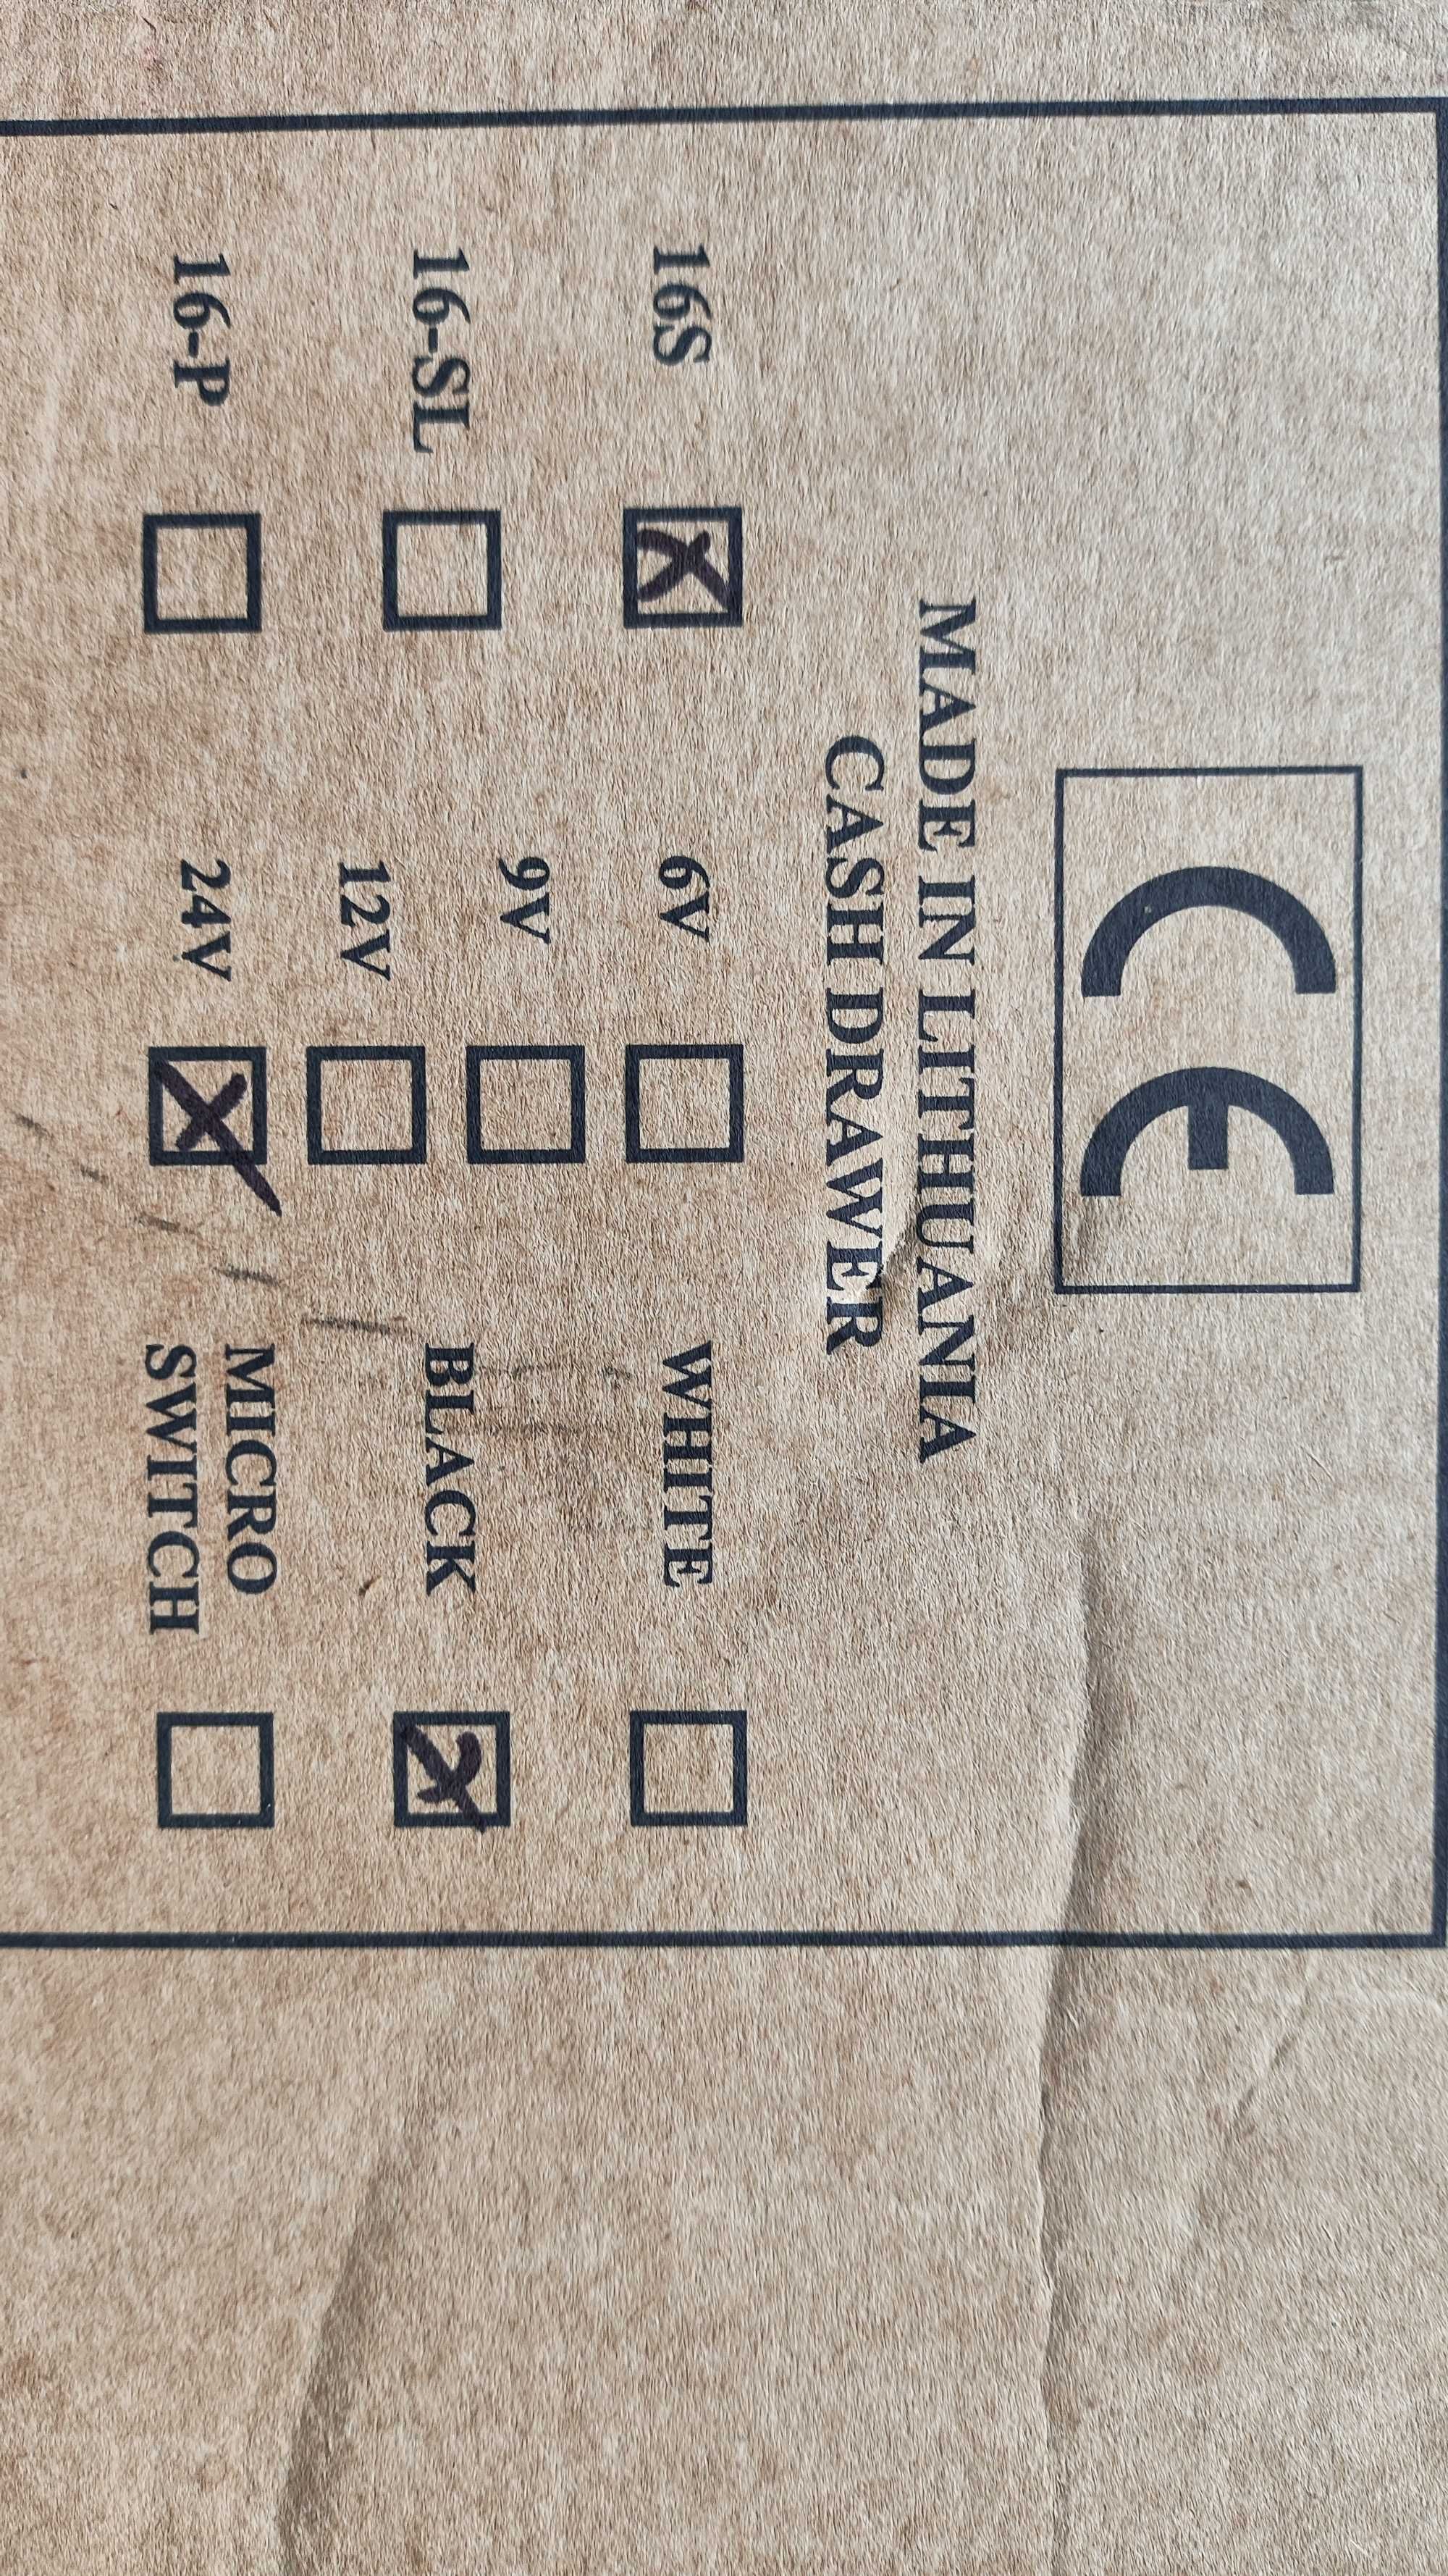 CE
MADE IN LITHUANIA
CASH DRAWER
16S 6V WHITE
9V
16-SL BLACK
12V
16-P 24V MICRO
SWITCH